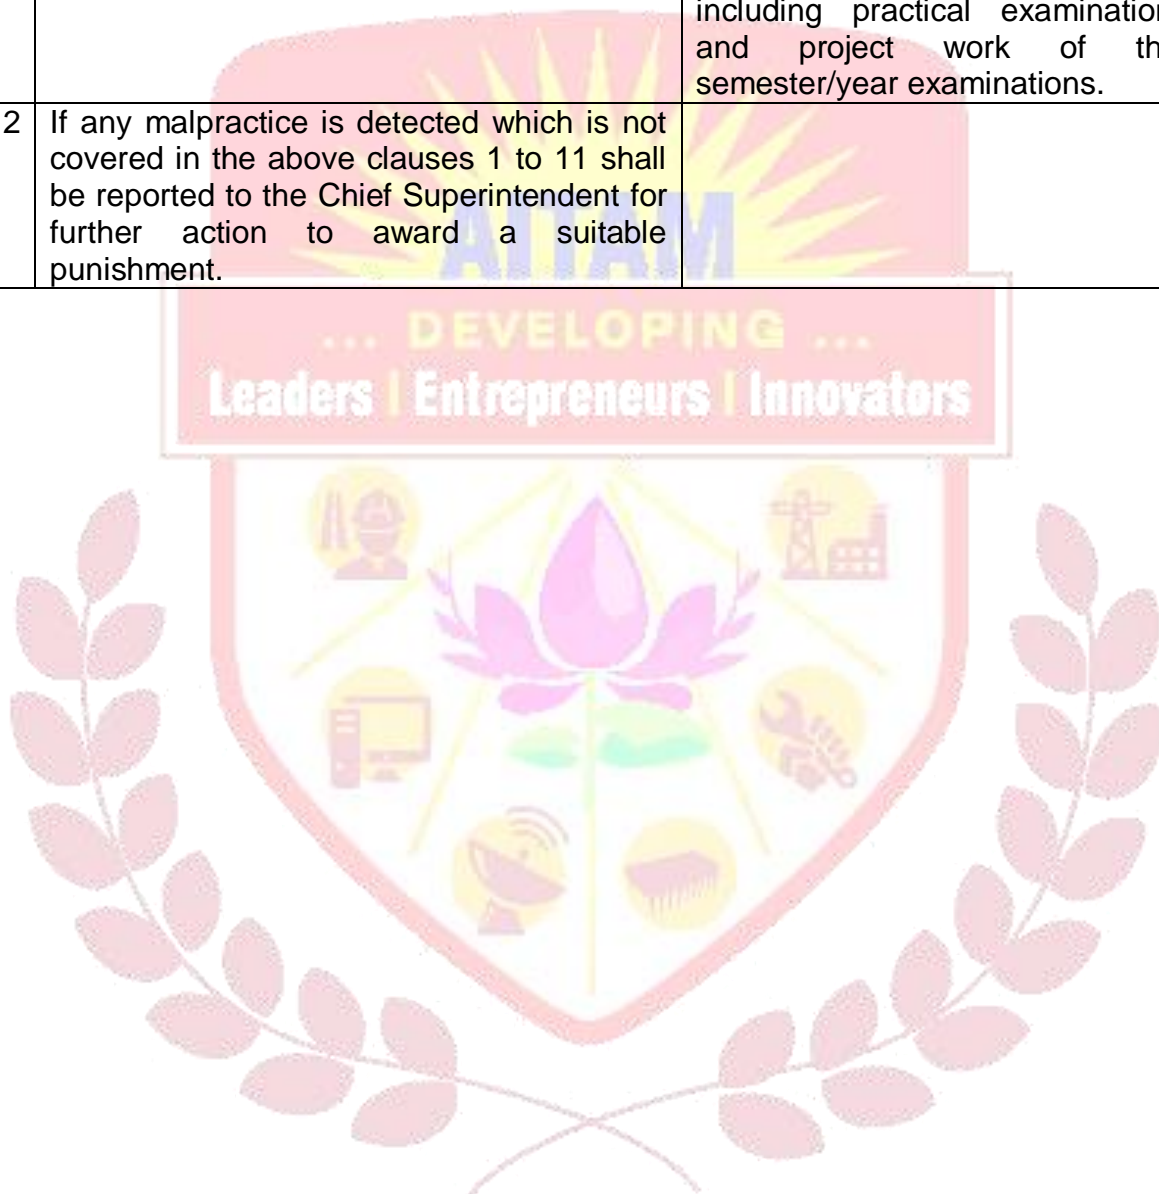 including practical examination
and project work of th
semester/year examinations.
2 If any malpractice is detected which is not
covered in the above clauses 1 to 11 shall
be reported to the Chief Superintendent for
further action to award a suitable
punishment.
AITAM
... DEVELOPING ...
Leaders | Entrepreneurs | Innovators